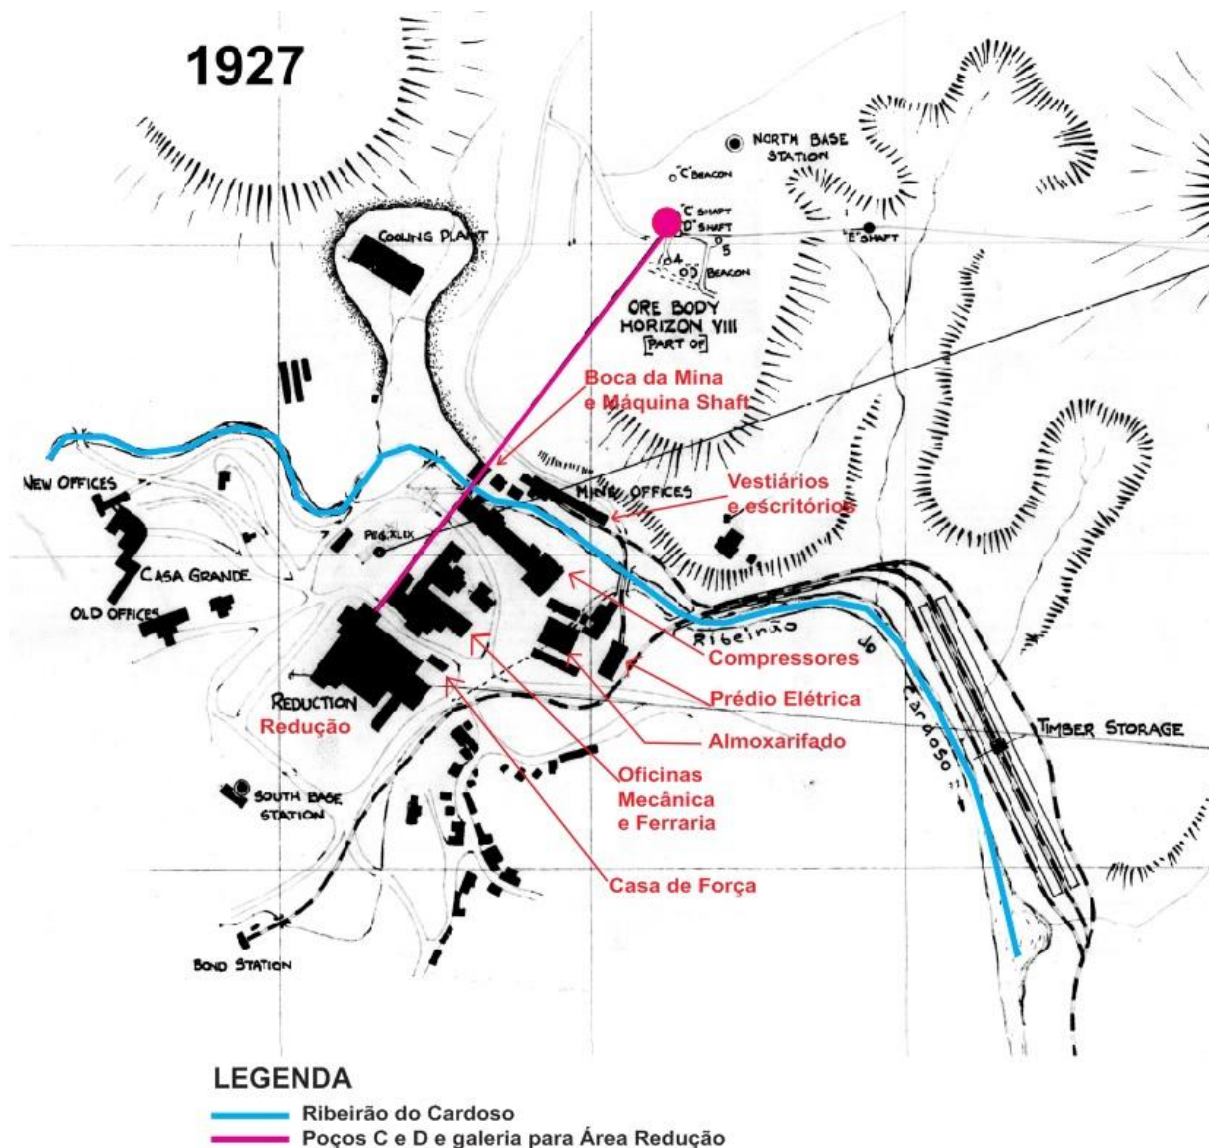 1927
NORTH BASE
STATION
"C" BEACON
"C" SHAFT
"D" SHAFT
"E" SHAFT
COOLING PLANT
5
4
BEACON
ORE BODY
HORIZON VIII
[PART OF]
Boca da Mina
e Máquina Shaft
NEW OFFICES
MINE OFFICES
Vestiários
e escritórios
PEG.XLIX
CASA GRANDE
OLD OFFICES
Ribeirão do Cardoso
Compressores
REDUCTION
Redução
Prédio Elétrica
TIMBER STORAGE
Almoxarifado
Oficinas
Mecânica
e Ferraria
SOUTH BASE
STATION
Casa de Força
BOND STATION
LEGENDA
Ribeirão do Cardoso
Poços C e D e galeria para Área Redução